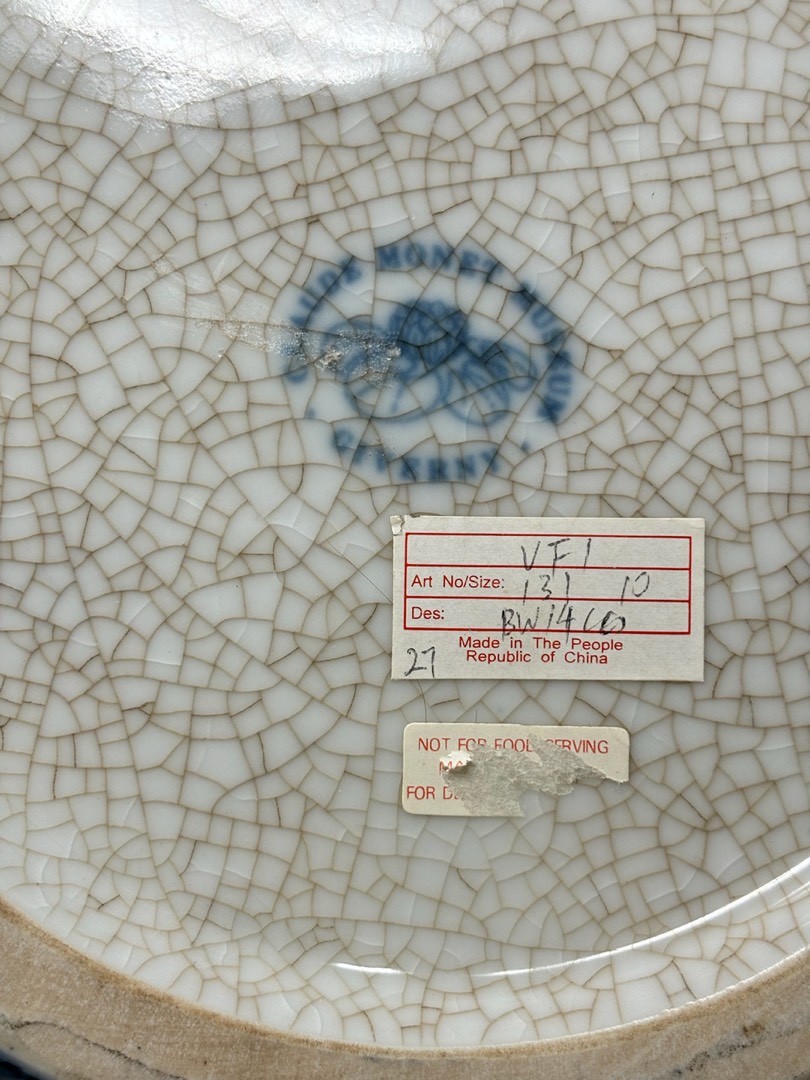 CLAUDE MONET MUSEUM
GIVERNY
VF1
Art No/Size: 131 10
Des: BW14
Made in The People
Republic of China
27
NOT FOR FOOD SERVING
FOR